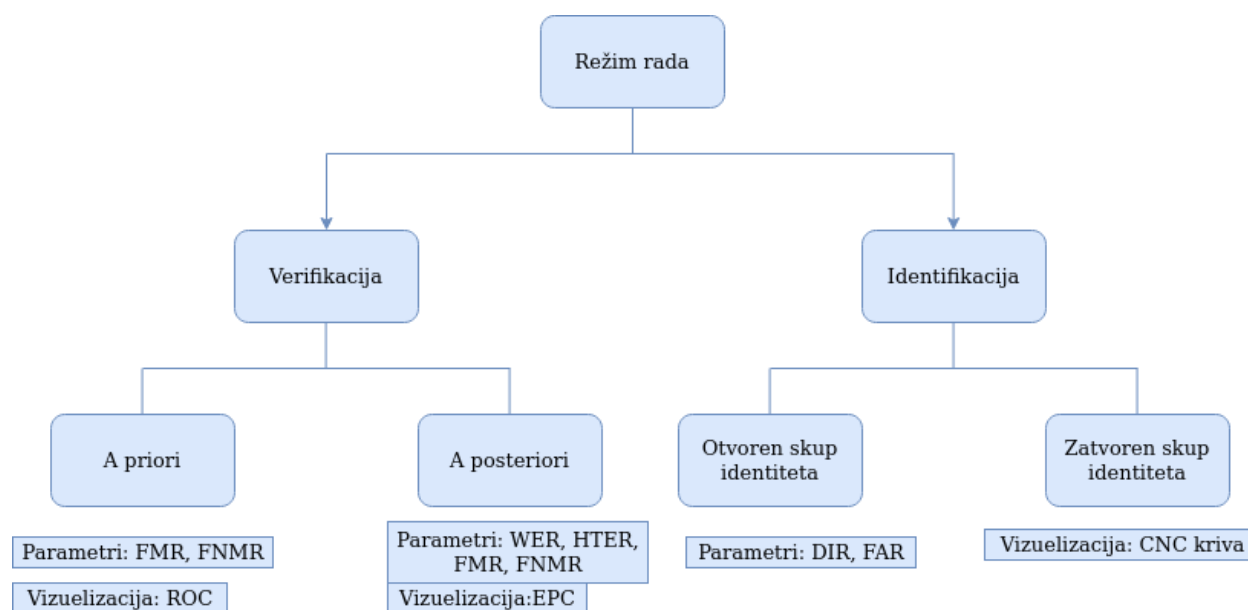 Režim rada
Verifikacija
Identifikacija
A priori
A posteriori
Otvoren skup
identiteta
Zatvoren skup
identiteta
Parametri: FMR, FNMR
Vizuelizacija: ROC
Parametri: WER, HTER,
FMR, FNMR
Vizuelizacija:EPC
Parametri: DIR, FAR
Vizuelizacija: CNC kriva